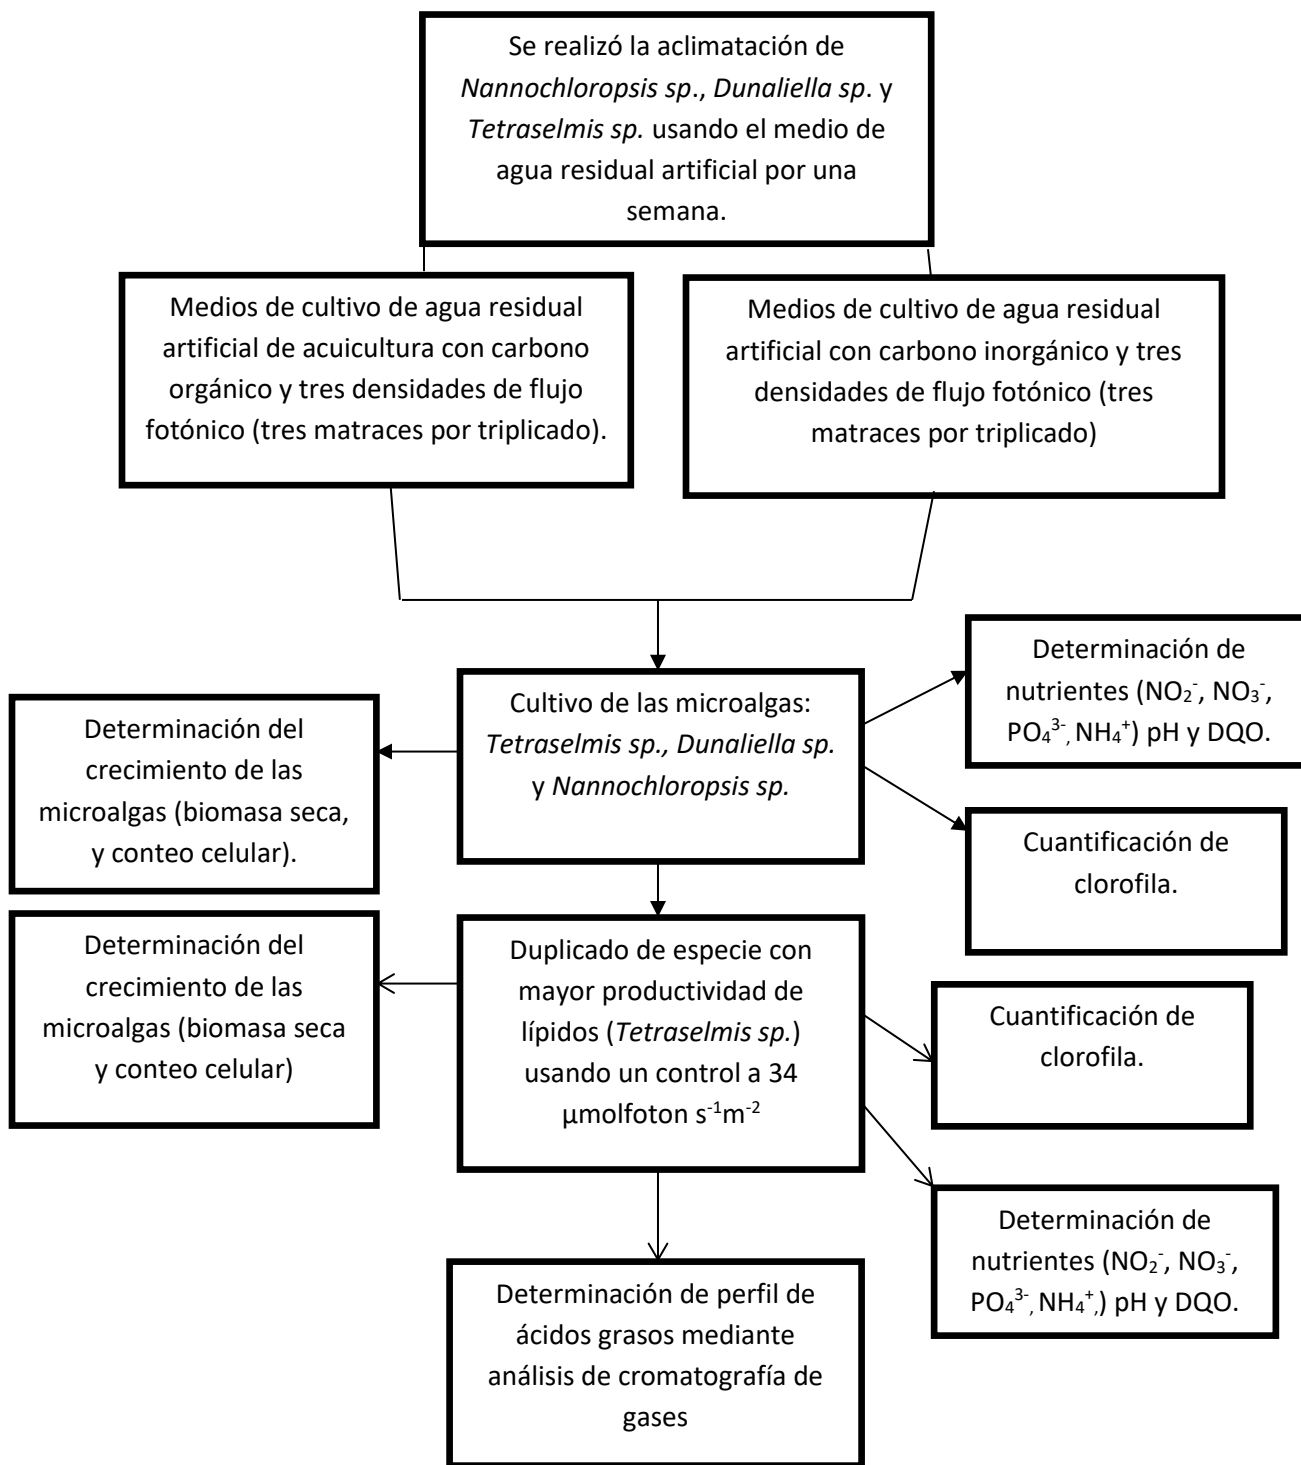 Se realizó la aclimatación de
Nannochloropsis sp., Dunaliella sp. y
Tetraselmis sp. usando el medio de
agua residual artificial por una
semana.
Medios de cultivo de agua residual
artificial de acuicultura con carbono
orgánico y tres densidades de flujo
fotónico (tres matraces por triplicado).
Medios de cultivo de agua residual
artificial con carbono inorgánico y tres
densidades de flujo fotónico (tres
matraces por triplicado)
Cultivo de las microalgas:
Tetraselmis sp., Dunaliella sp.
y Nannochloropsis sp.
Determinación de
nutrientes (NO₂⁻, NO₃⁻,
PO₄³⁻, NH₄⁺) pH y DQO.
Determinación del
crecimiento de las
microalgas (biomasa seca,
y conteo celular).
Cuantificación de
clorofila.
Determinación del
crecimiento de las
microalgas (biomasa seca
y conteo celular)
Duplicado de especie con
mayor productividad de
lípidos (Tetraselmis sp.)
usando un control a 34
μmolfoton s⁻¹m⁻²
Cuantificación de
clorofila.
Determinación de
nutrientes (NO₂⁻, NO₃⁻,
PO₄³⁻, NH₄⁺,) pH y DQO.
Determinación de perfil de
ácidos grasos mediante
análisis de cromatografía de
gases